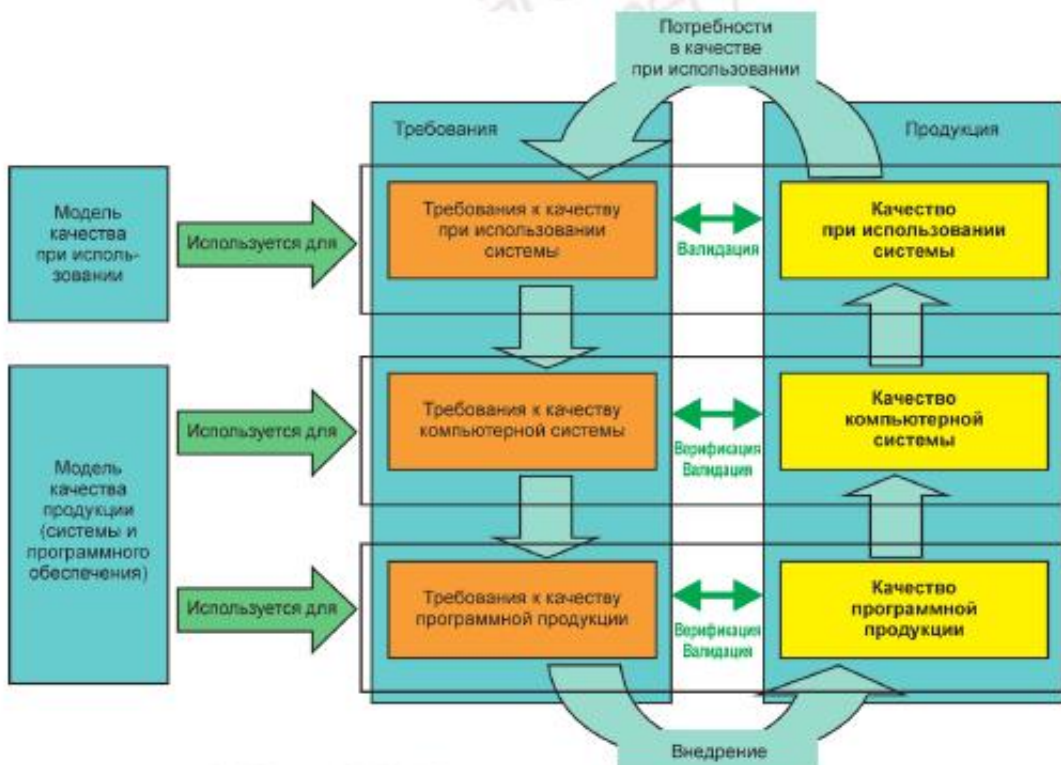 Потребности
в качестве
при использовании
Требования
Продукция
Модель
качества
при исполь-
зовании
Используется для
Требования к качеству
при использовании
системы
Валидация
Качество
при использовании
системы
Используется для
Требования к качеству
компьютерной системы
Верификация
Валидация
Качество
компьютерной
системы
Модель
качества
продукции
(системы и
программного
обеспечения)
Используется для
Требования к качеству
программной продукции
Верификация
Валидация
Качество
программной
продукции
Внедрение